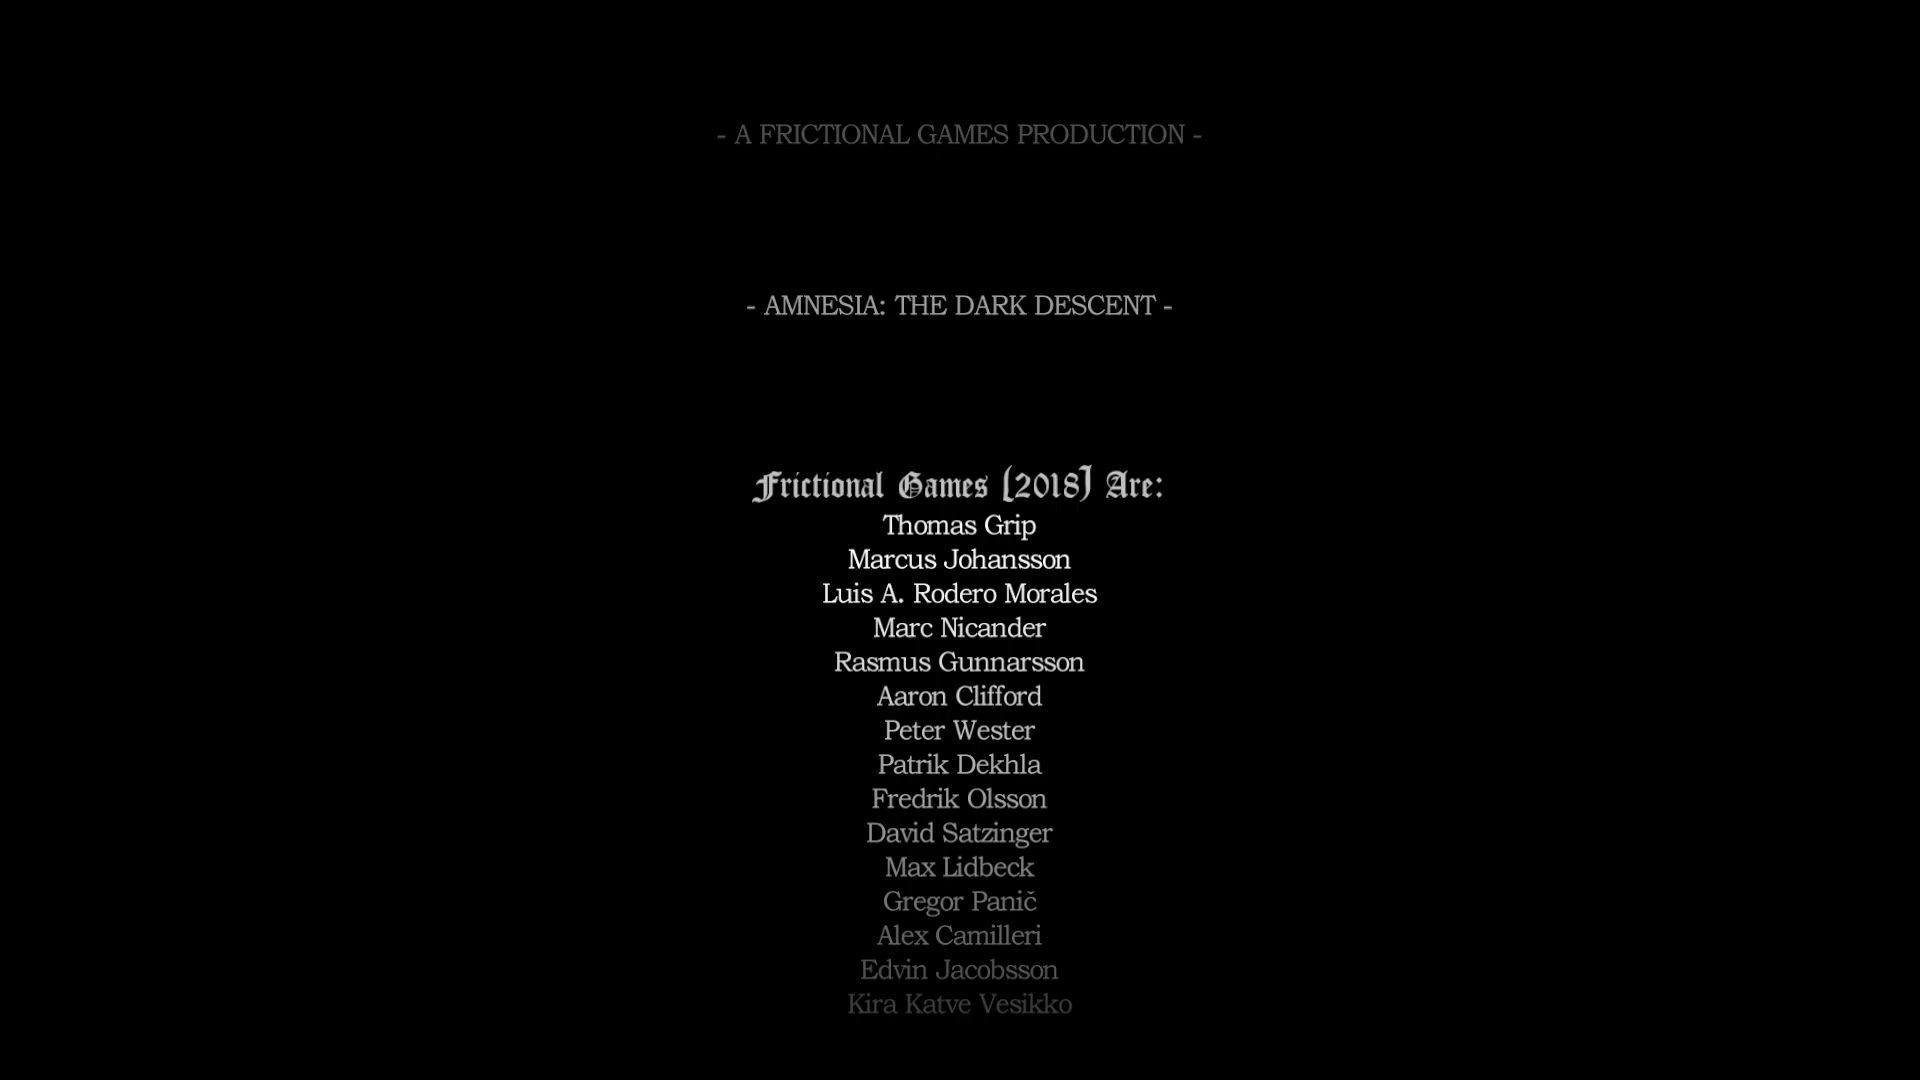 - A FRICTIONAL GAMES PRODUCTION -
- AMNESIA: THE DARK DESCENT -
Frictional Games (2018) Are:
Thomas Grip
Marcus Johansson
Luis A. Rodero Morales
Marc Nicander
Rasmus Gunnarsson
Aaron Clifford
Peter Wester
Patrik Dekhla
Fredrik Olsson
David Satzinger
Max Lidbeck
Gregor Panič
Alex Camilleri
Edvin Jacobsson
Kira Katve Vesikko